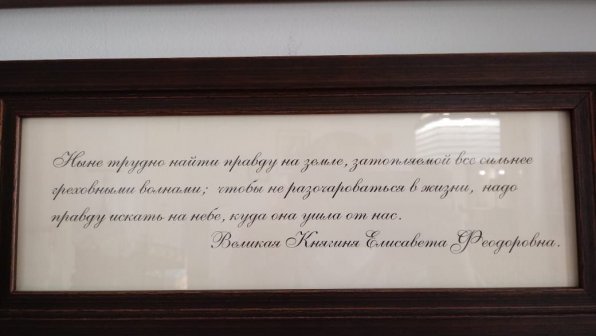 Ныне трудно найти правду на земле, затопляемой все сильнее
греховными волнами; чтобы не разочароваться в жизни, надо
правду искать на небе, куда она ушла от нас.
Великая Княгиня Елисавета Феодоровна.